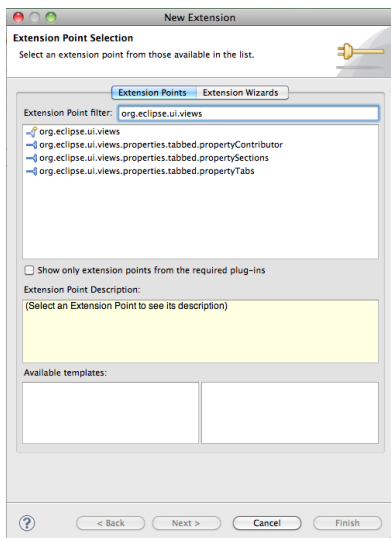 New Extension
Extension Point Selection
Select an extension point from those available in the list.
Extension Points Extension Wizards
Extension Point filter: org.eclipse.ui.views
org.eclipse.ui.views
org.eclipse.ui.views.properties.tabbed.propertyContributor
org.eclipse.ui.views.properties.tabbed.propertySections
org.eclipse.ui.views.properties.tabbed.propertyTabs
Show only extension points from the required plug-ins
Extension Point Description:
(Select an Extension Point to see its description)
Available templates:
? < Back Next > Cancel Finish